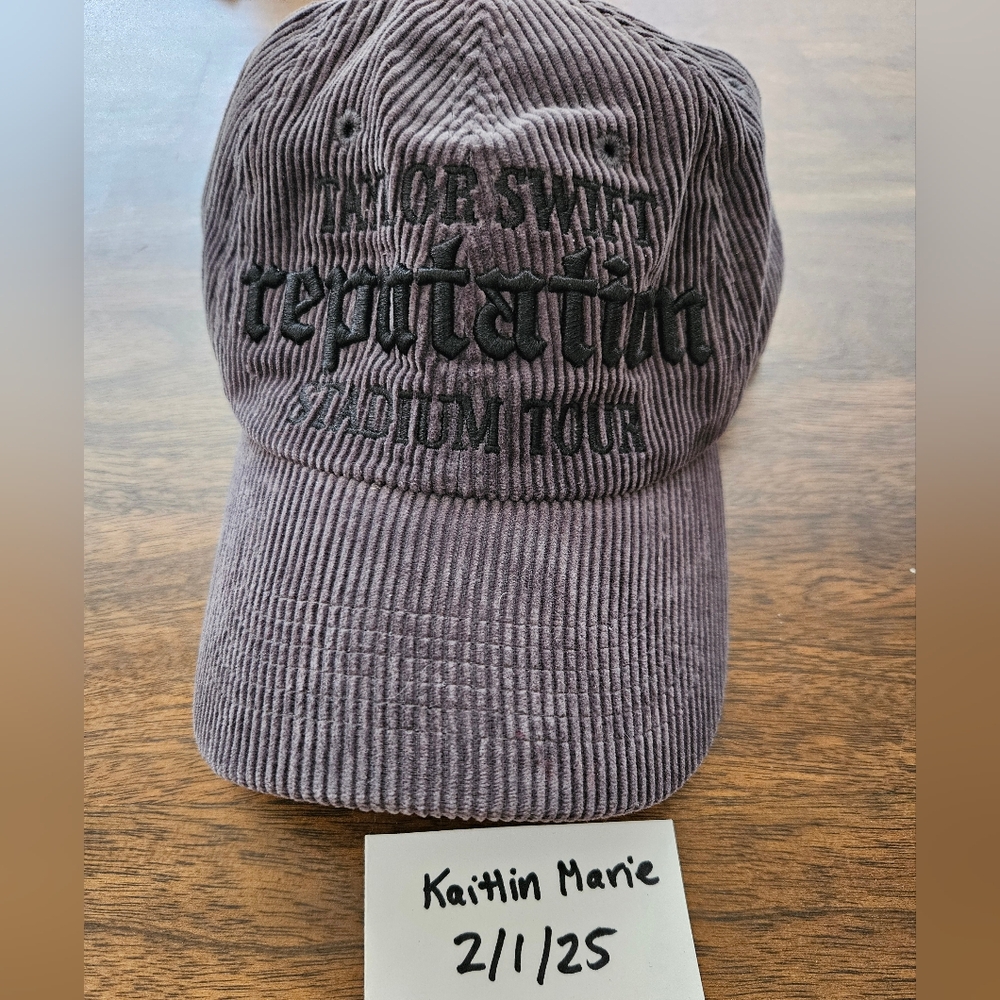 TAYLOR SWIFT
reputation
STADIUM TOUR
Kaitlin Marie
2/1/25